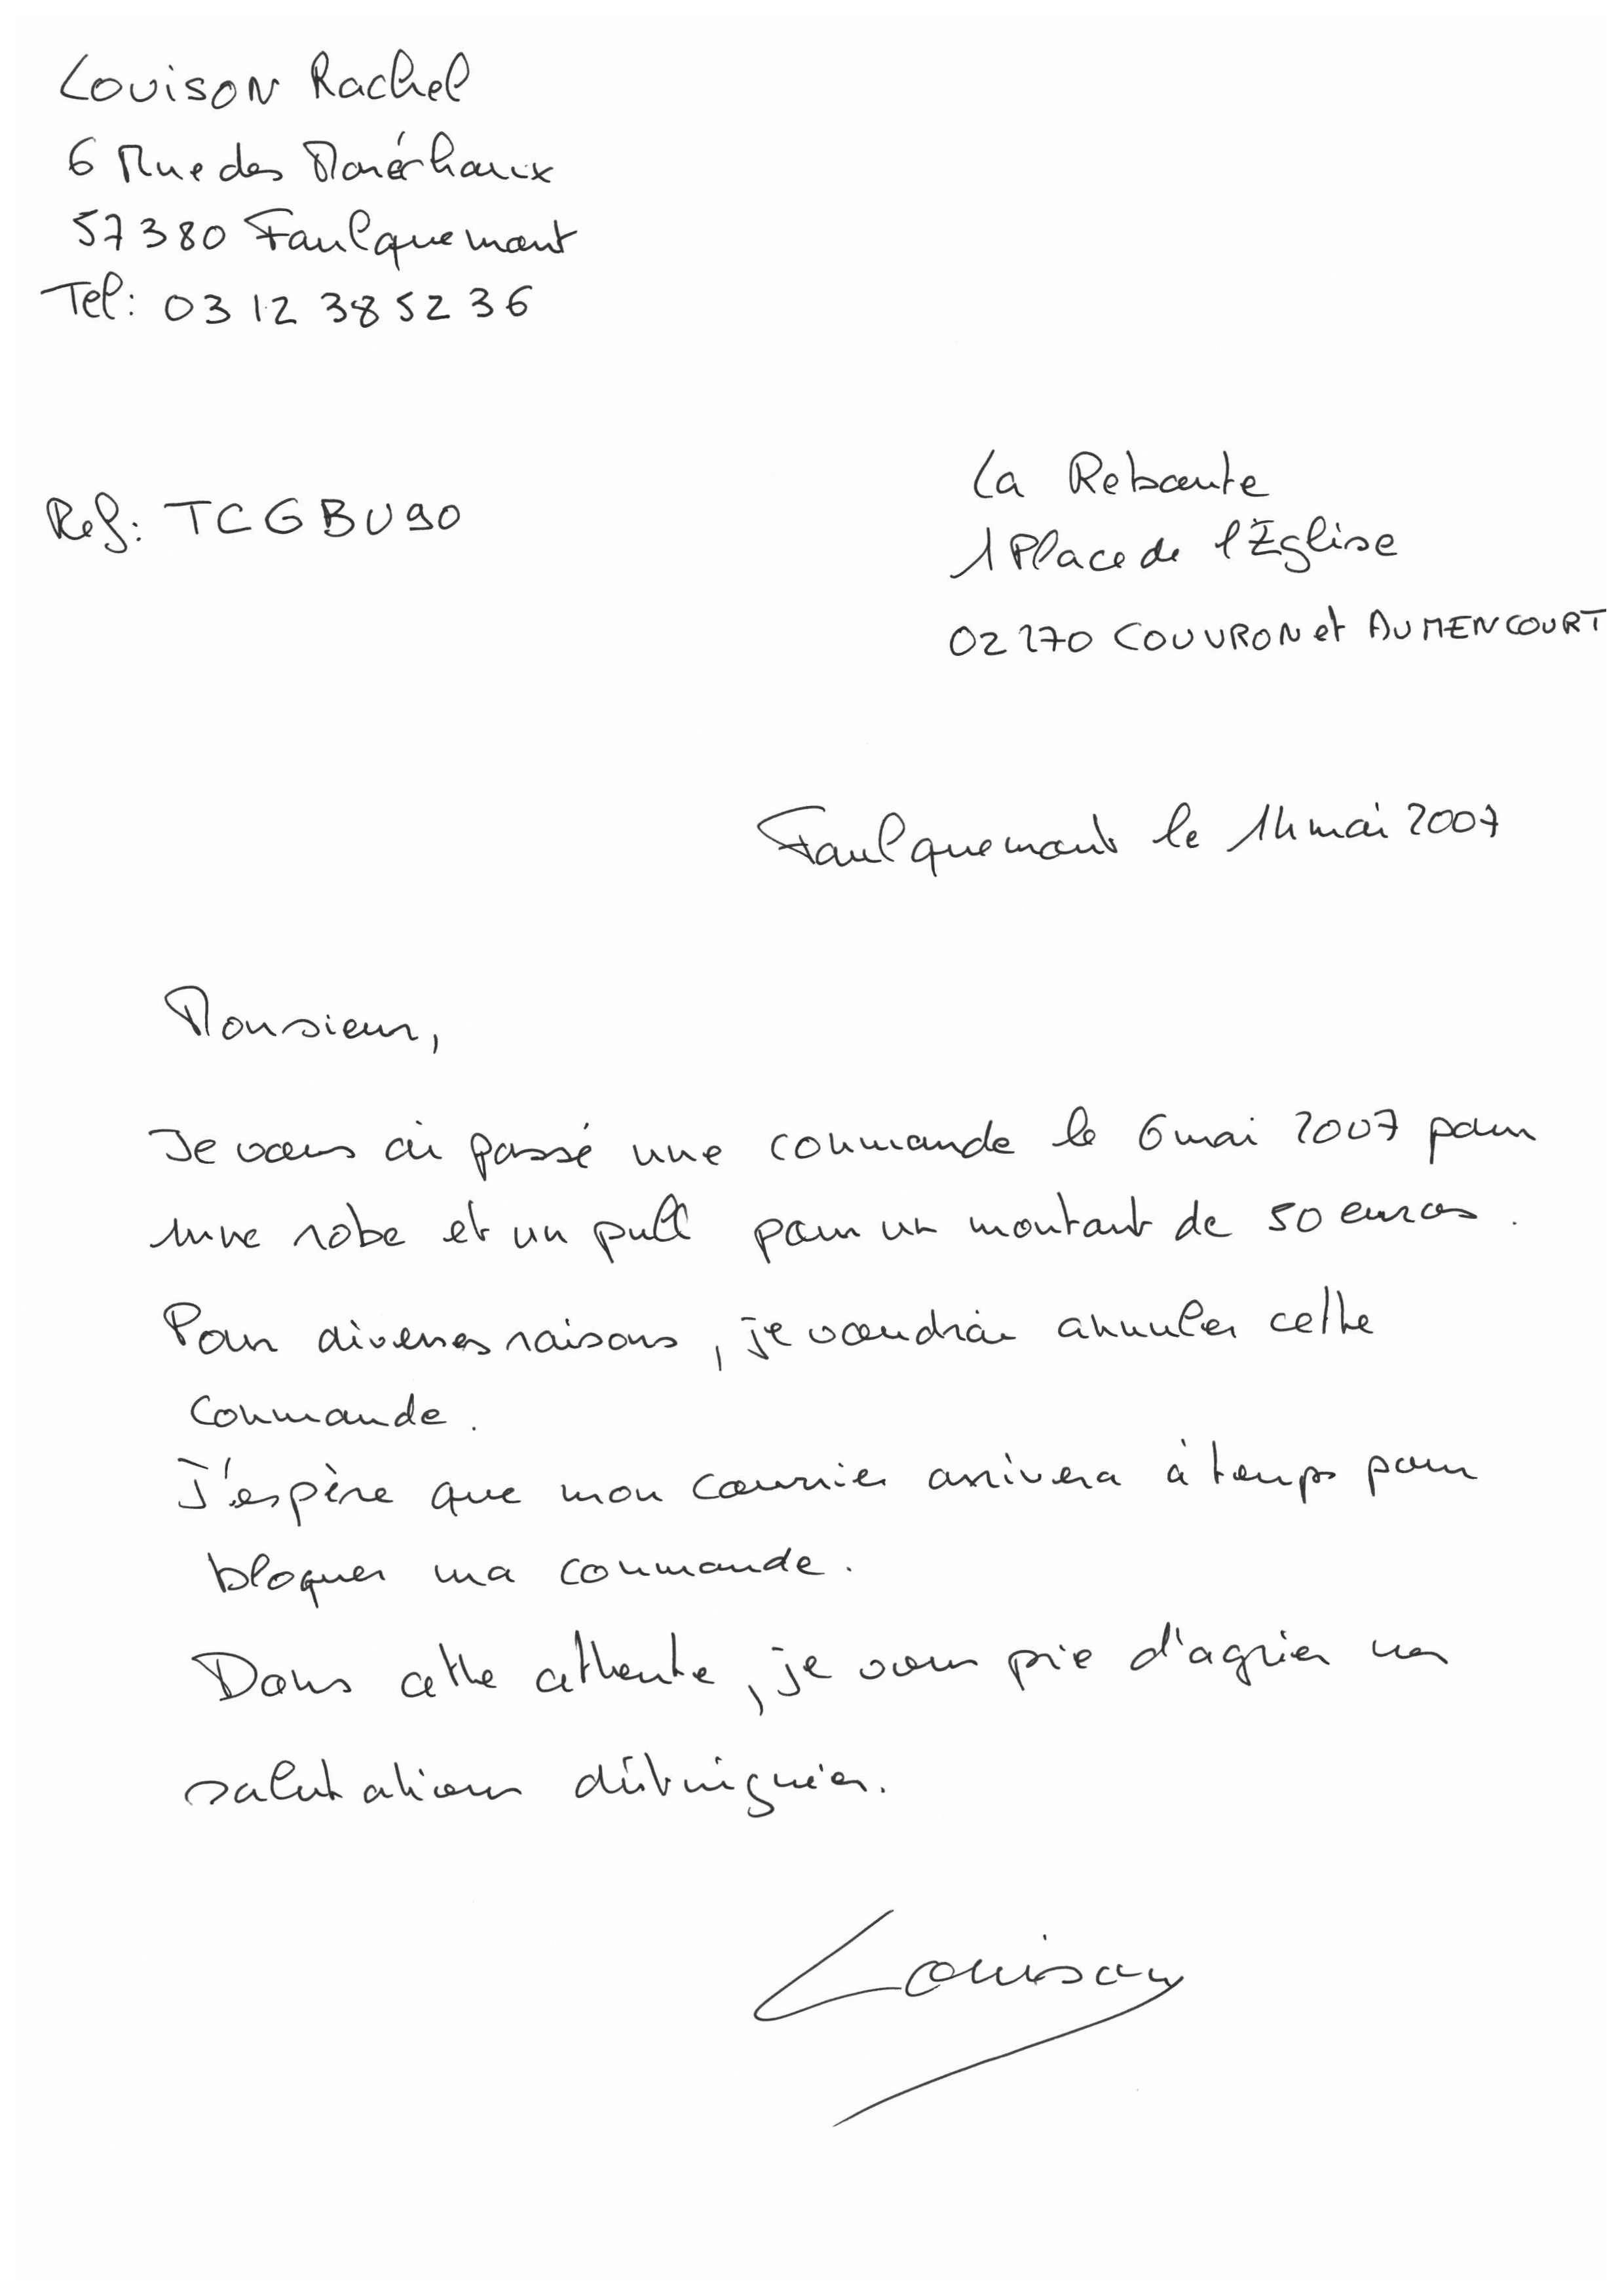 Louison Rachel
6 Rue des Maréchaux
57380 Faulquemont
Tel: 03 12 38 52 36
Ref: TCGBU90
La Reboute
1 Place de l'Eglise
02270 COUVRON et AUMENCOURT
Faulquemont le 14 mai 2007
Monsieur,
Je vous ai passé une commande le 6 mai 2007 pour
une robe et un pull pour un montant de 50 euros.
Pour diverses raisons, je voudrais annuler cette
commande.
J'espère que mon courrier arrivera à temps pour
bloquer ma commande.
Dans cette attente, je vous prie d'agréer mes
salutations distinguées.
Louison